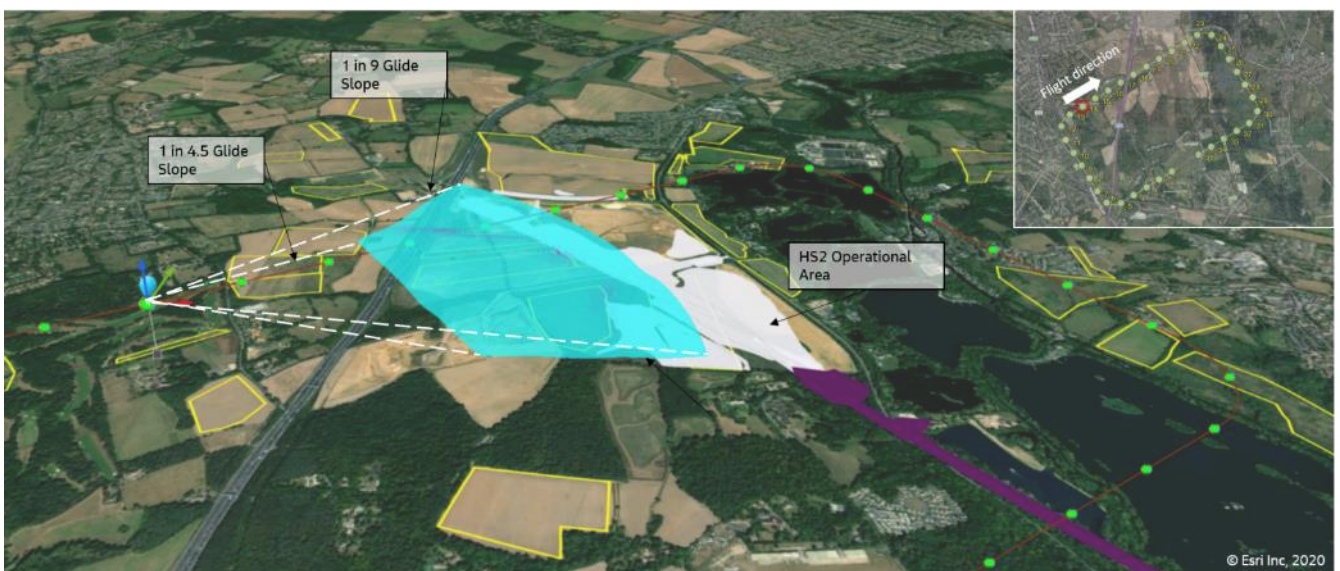 1 in 9 Glide
Slope
1 in 4.5 Glide
Slope
HS2 Operational
Area
Flight direction
© Esri Inc, 2020